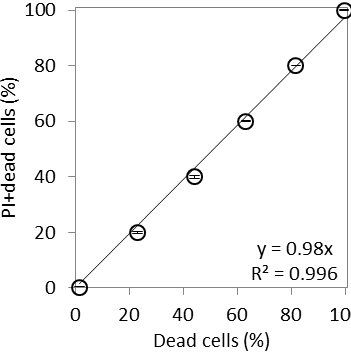 100
80
60
40
20
0
PI+dead cells (%)
y = 0.98x
R² = 0.996
0 20 40 60 80 10
Dead cells (%)